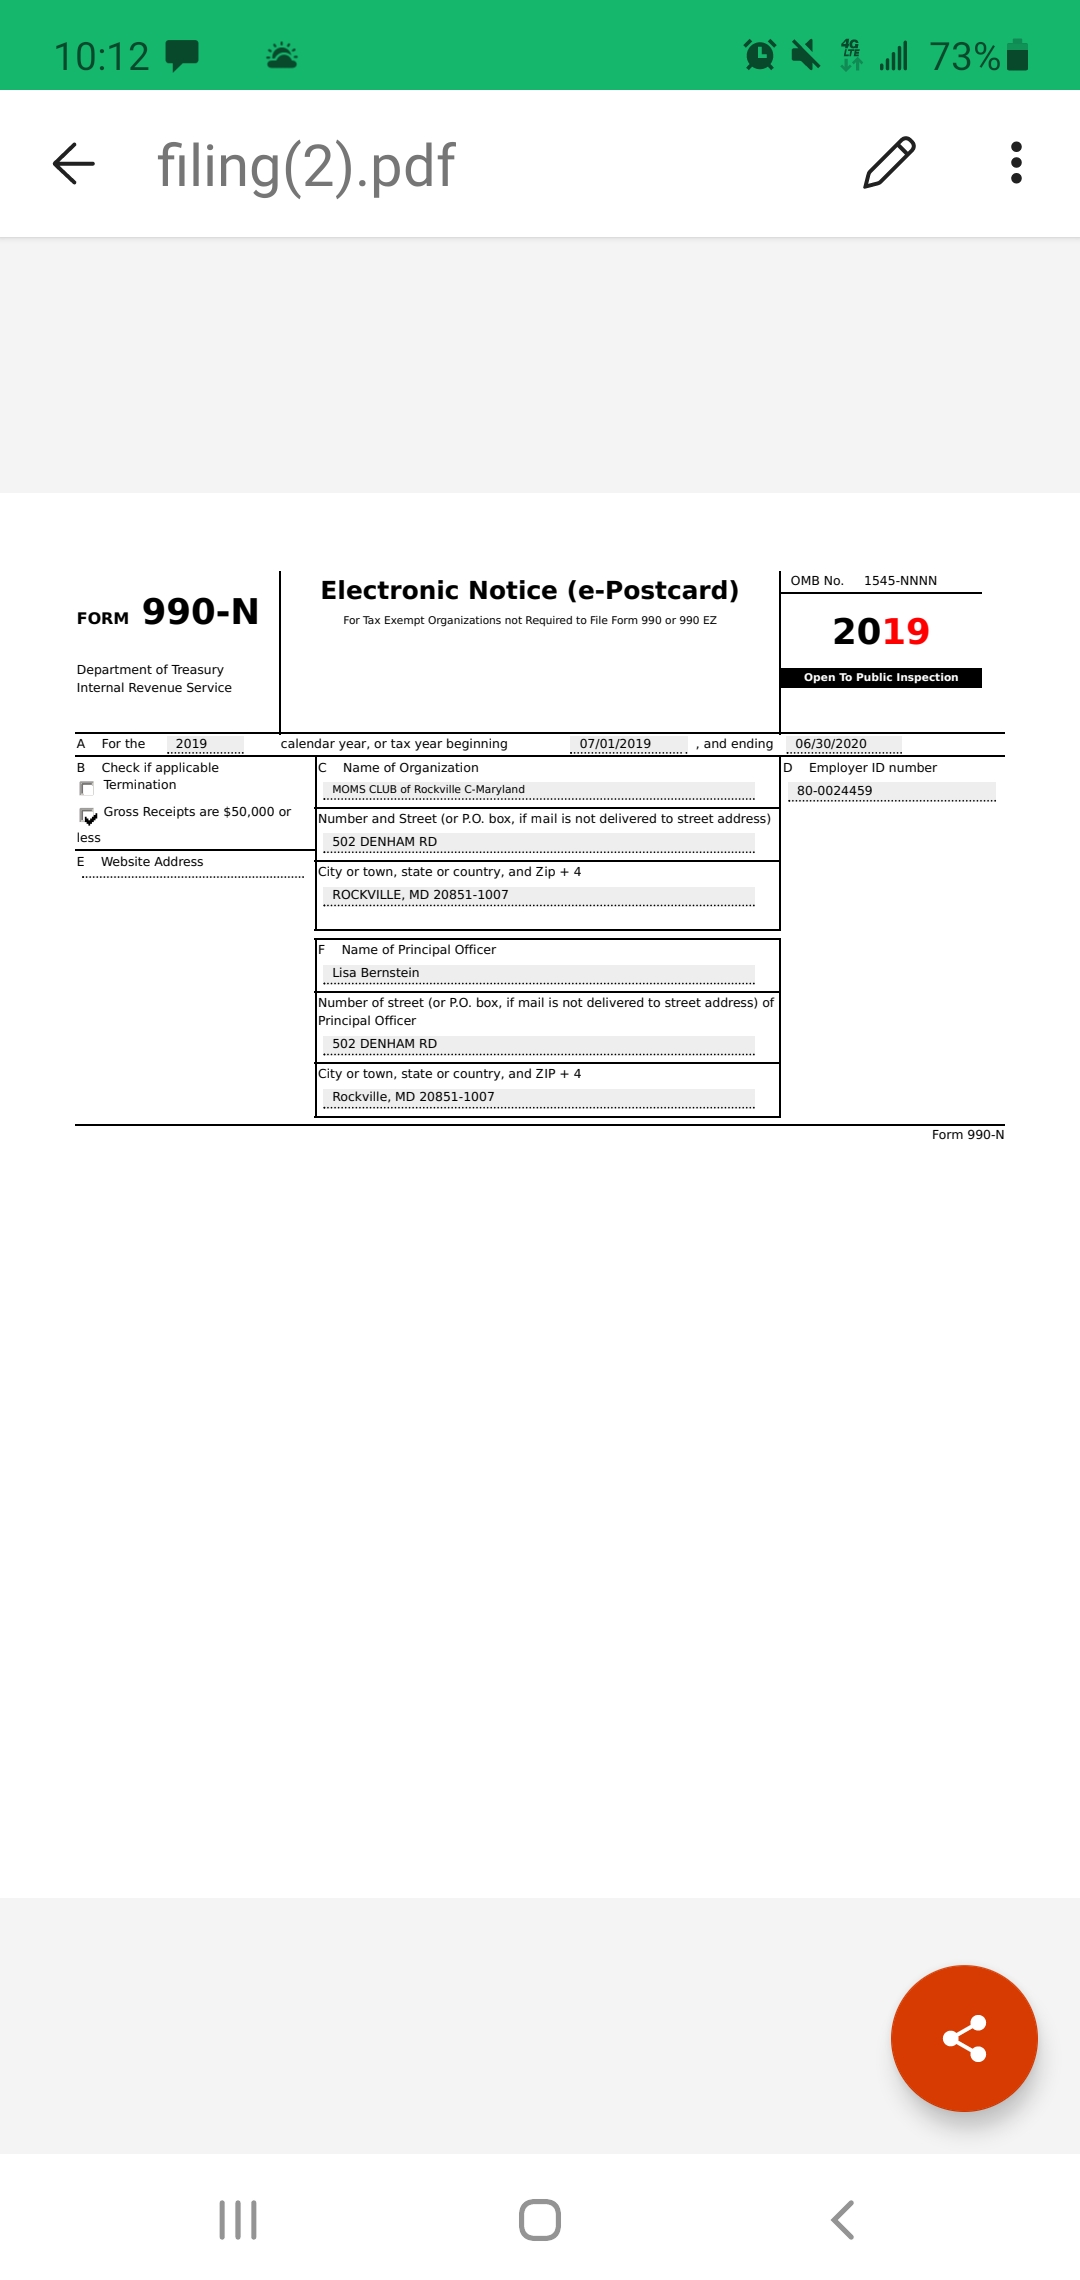 10:12
4G LTE 73%
filing(2).pdf
FORM 990-N
Department of Treasury
Internal Revenue Service
Electronic Notice (e-Postcard)
For Tax Exempt Organizations not Required to File Form 990 or 990 EZ
OMB No. 1545-NNNN
2019
Open To Public Inspection
A For the 2019 calendar year, or tax year beginning 07/01/2019 , and ending 06/30/2020
B Check if applicable
Termination
Gross Receipts are $50,000 or
less
E Website Address
C Name of Organization
MOMS CLUB of Rockville C-Maryland
Number and Street (or P.O. box, if mail is not delivered to street address)
502 DENHAM RD
City or town, state or country, and Zip + 4
ROCKVILLE, MD 20851-1007
D Employer ID number
80-0024459
F Name of Principal Officer
Lisa Bernstein
Number of street (or P.O. box, if mail is not delivered to street address) of
Principal Officer
502 DENHAM RD
City or town, state or country, and ZIP + 4
Rockville, MD 20851-1007
Form 990-N